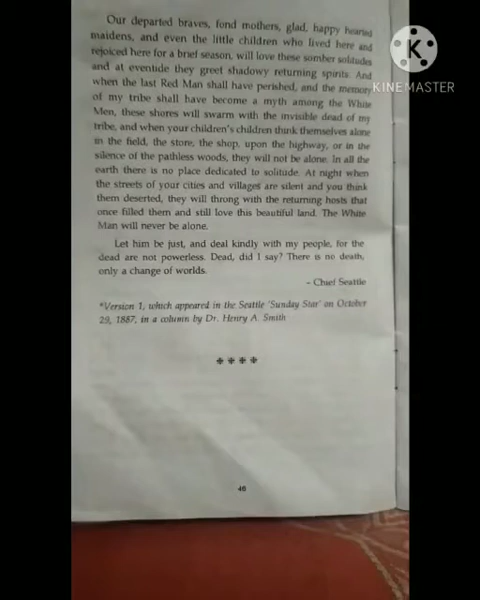 Our departed braves, fond mothers, glad, happy hearted
maidens, and even the little children who lived here and
rejoiced here for a brief season, will love these somber solitudes
and at eventide they greet shadowy returning spirits. And
when the last Red Man shall have perished, and the memory
of my tribe shall have become a myth among the White
Men, these shores will swarm with the invisible dead of my
tribe, and when your children's children think themselves alone
in the field, the store, the shop, upon the highway, or in the
silence of the pathless woods, they will not be alone. In all the
earth there is no place dedicated to solitude. At night when
the streets of your cities and villages are silent and you think
them deserted, they will throng with the returning hosts that
once filled them and still love this beautiful land. The White
Man will never be alone.
Let him be just, and deal kindly with my people, for the
dead are not powerless. Dead, did I say? There is no death,
only a change of worlds.
– Chief Seattle
*Version 1, which appeared in the Seattle 'Sunday Star' on October
29, 1887, in a column by Dr. Henry A. Smith
46
K
KINEMASTER